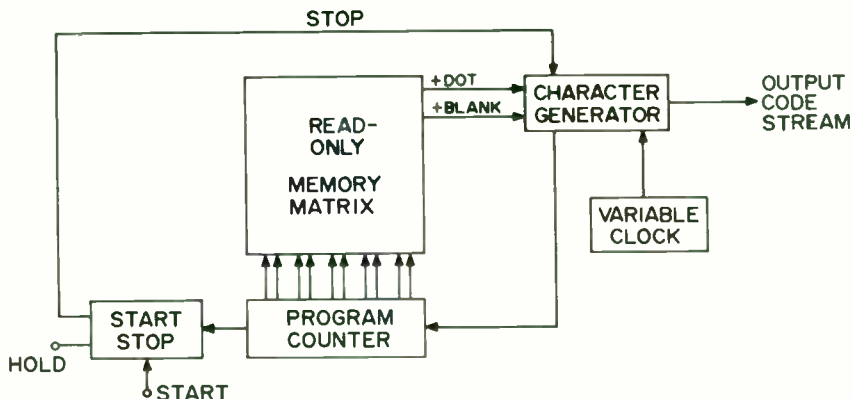 STOP
+DOT
+BLANK
CHARACTER
GENERATOR
OUTPUT
CODE
STREAM
READ-
ONLY
MEMORY
MATRIX
VARIABLE
CLOCK
START
STOP
PROGRAM
COUNTER
HOLD
START